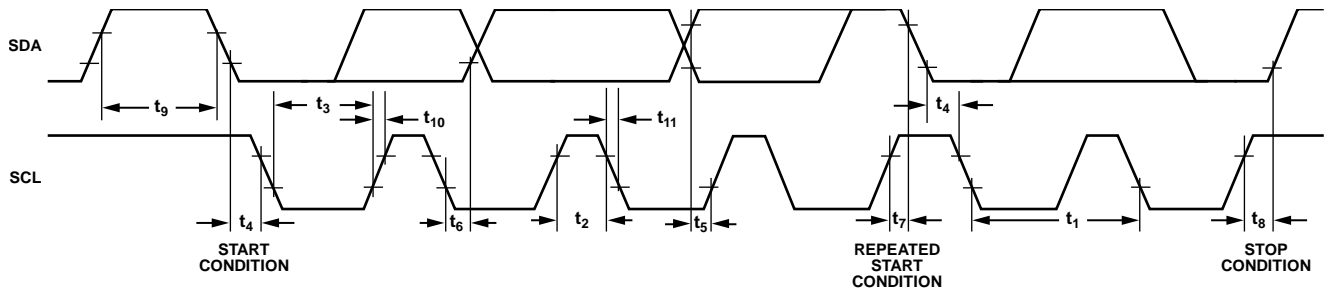 SDA
t9
t3
t10
t11
t4
SCL
t4
t6
t2
t5
t7
t1
t8
START
CONDITION
REPEATED
START
CONDITION
STOP
CONDITION